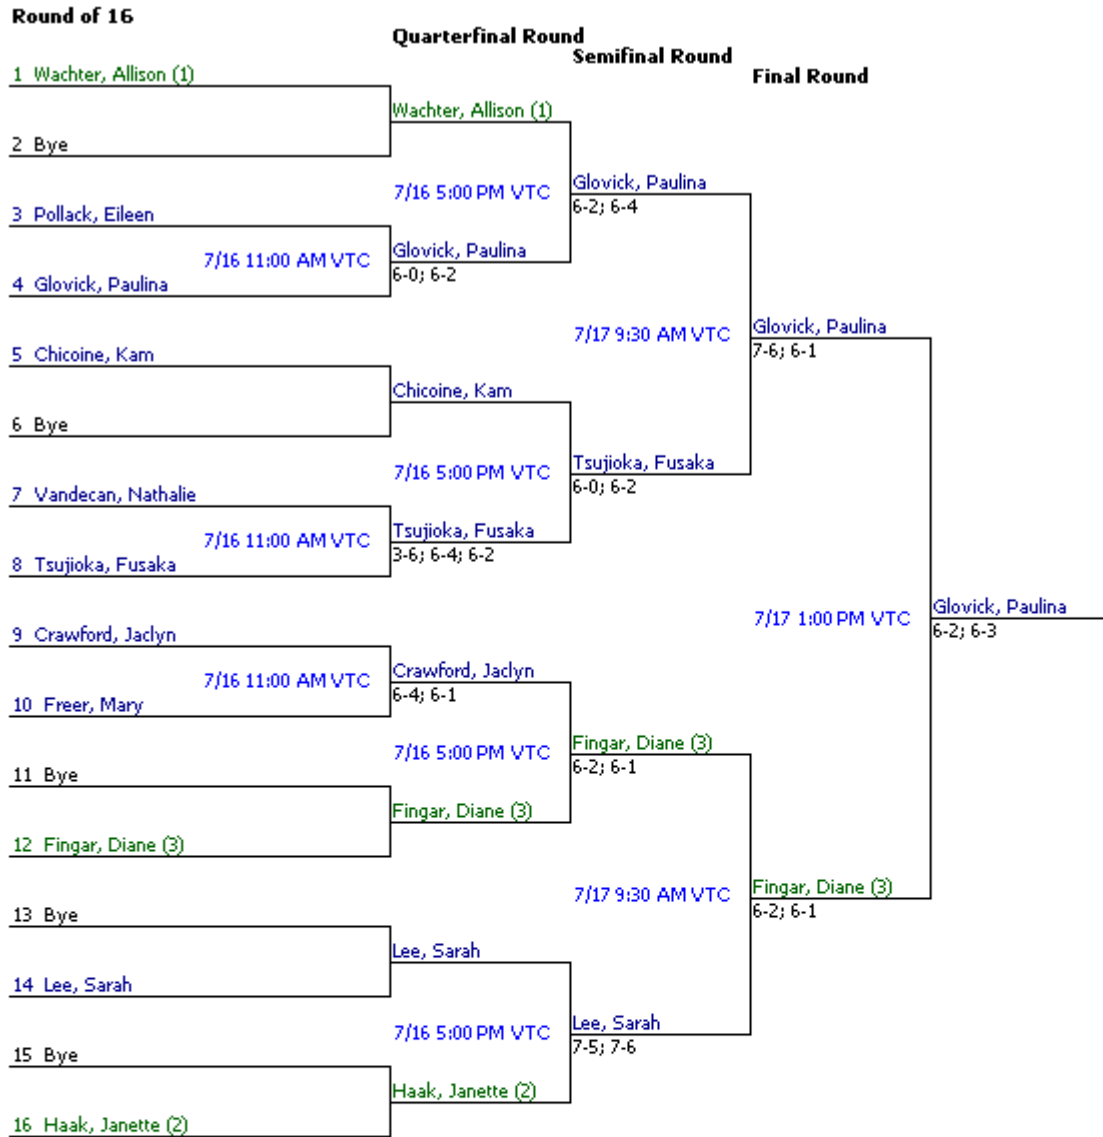 Round of 16
Quarterfinal Round
Semifinal Round
Final Round
1 Wachter, Allison (1)
Wachter, Allison (1)
2 Bye
7/16 5:00 PM VTC
Glovick, Paulina
6-2; 6-4
3 Pollack, Eileen
7/16 11:00 AM VTC
Glovick, Paulina
6-0; 6-2
4 Glovick, Paulina
7/17 9:30 AM VTC
Glovick, Paulina
7-6; 6-1
5 Chicoine, Kam
Chicoine, Kam
6 Bye
7/16 5:00 PM VTC
Tsujioka, Fusaka
6-0; 6-2
7 Vandecan, Nathalie
7/16 11:00 AM VTC
Tsujioka, Fusaka
3-6; 6-4; 6-2
8 Tsujioka, Fusaka
7/17 1:00 PM VTC
Glovick, Paulina
6-2; 6-3
9 Crawford, Jaclyn
7/16 11:00 AM VTC
Crawford, Jaclyn
6-4; 6-1
10 Freer, Mary
7/16 5:00 PM VTC
Fingar, Diane (3)
6-2; 6-1
11 Bye
Fingar, Diane (3)
12 Fingar, Diane (3)
7/17 9:30 AM VTC
Fingar, Diane (3)
6-2; 6-1
13 Bye
Lee, Sarah
14 Lee, Sarah
7/16 5:00 PM VTC
Lee, Sarah
7-5; 7-6
15 Bye
Haak, Janette (2)
16 Haak, Janette (2)